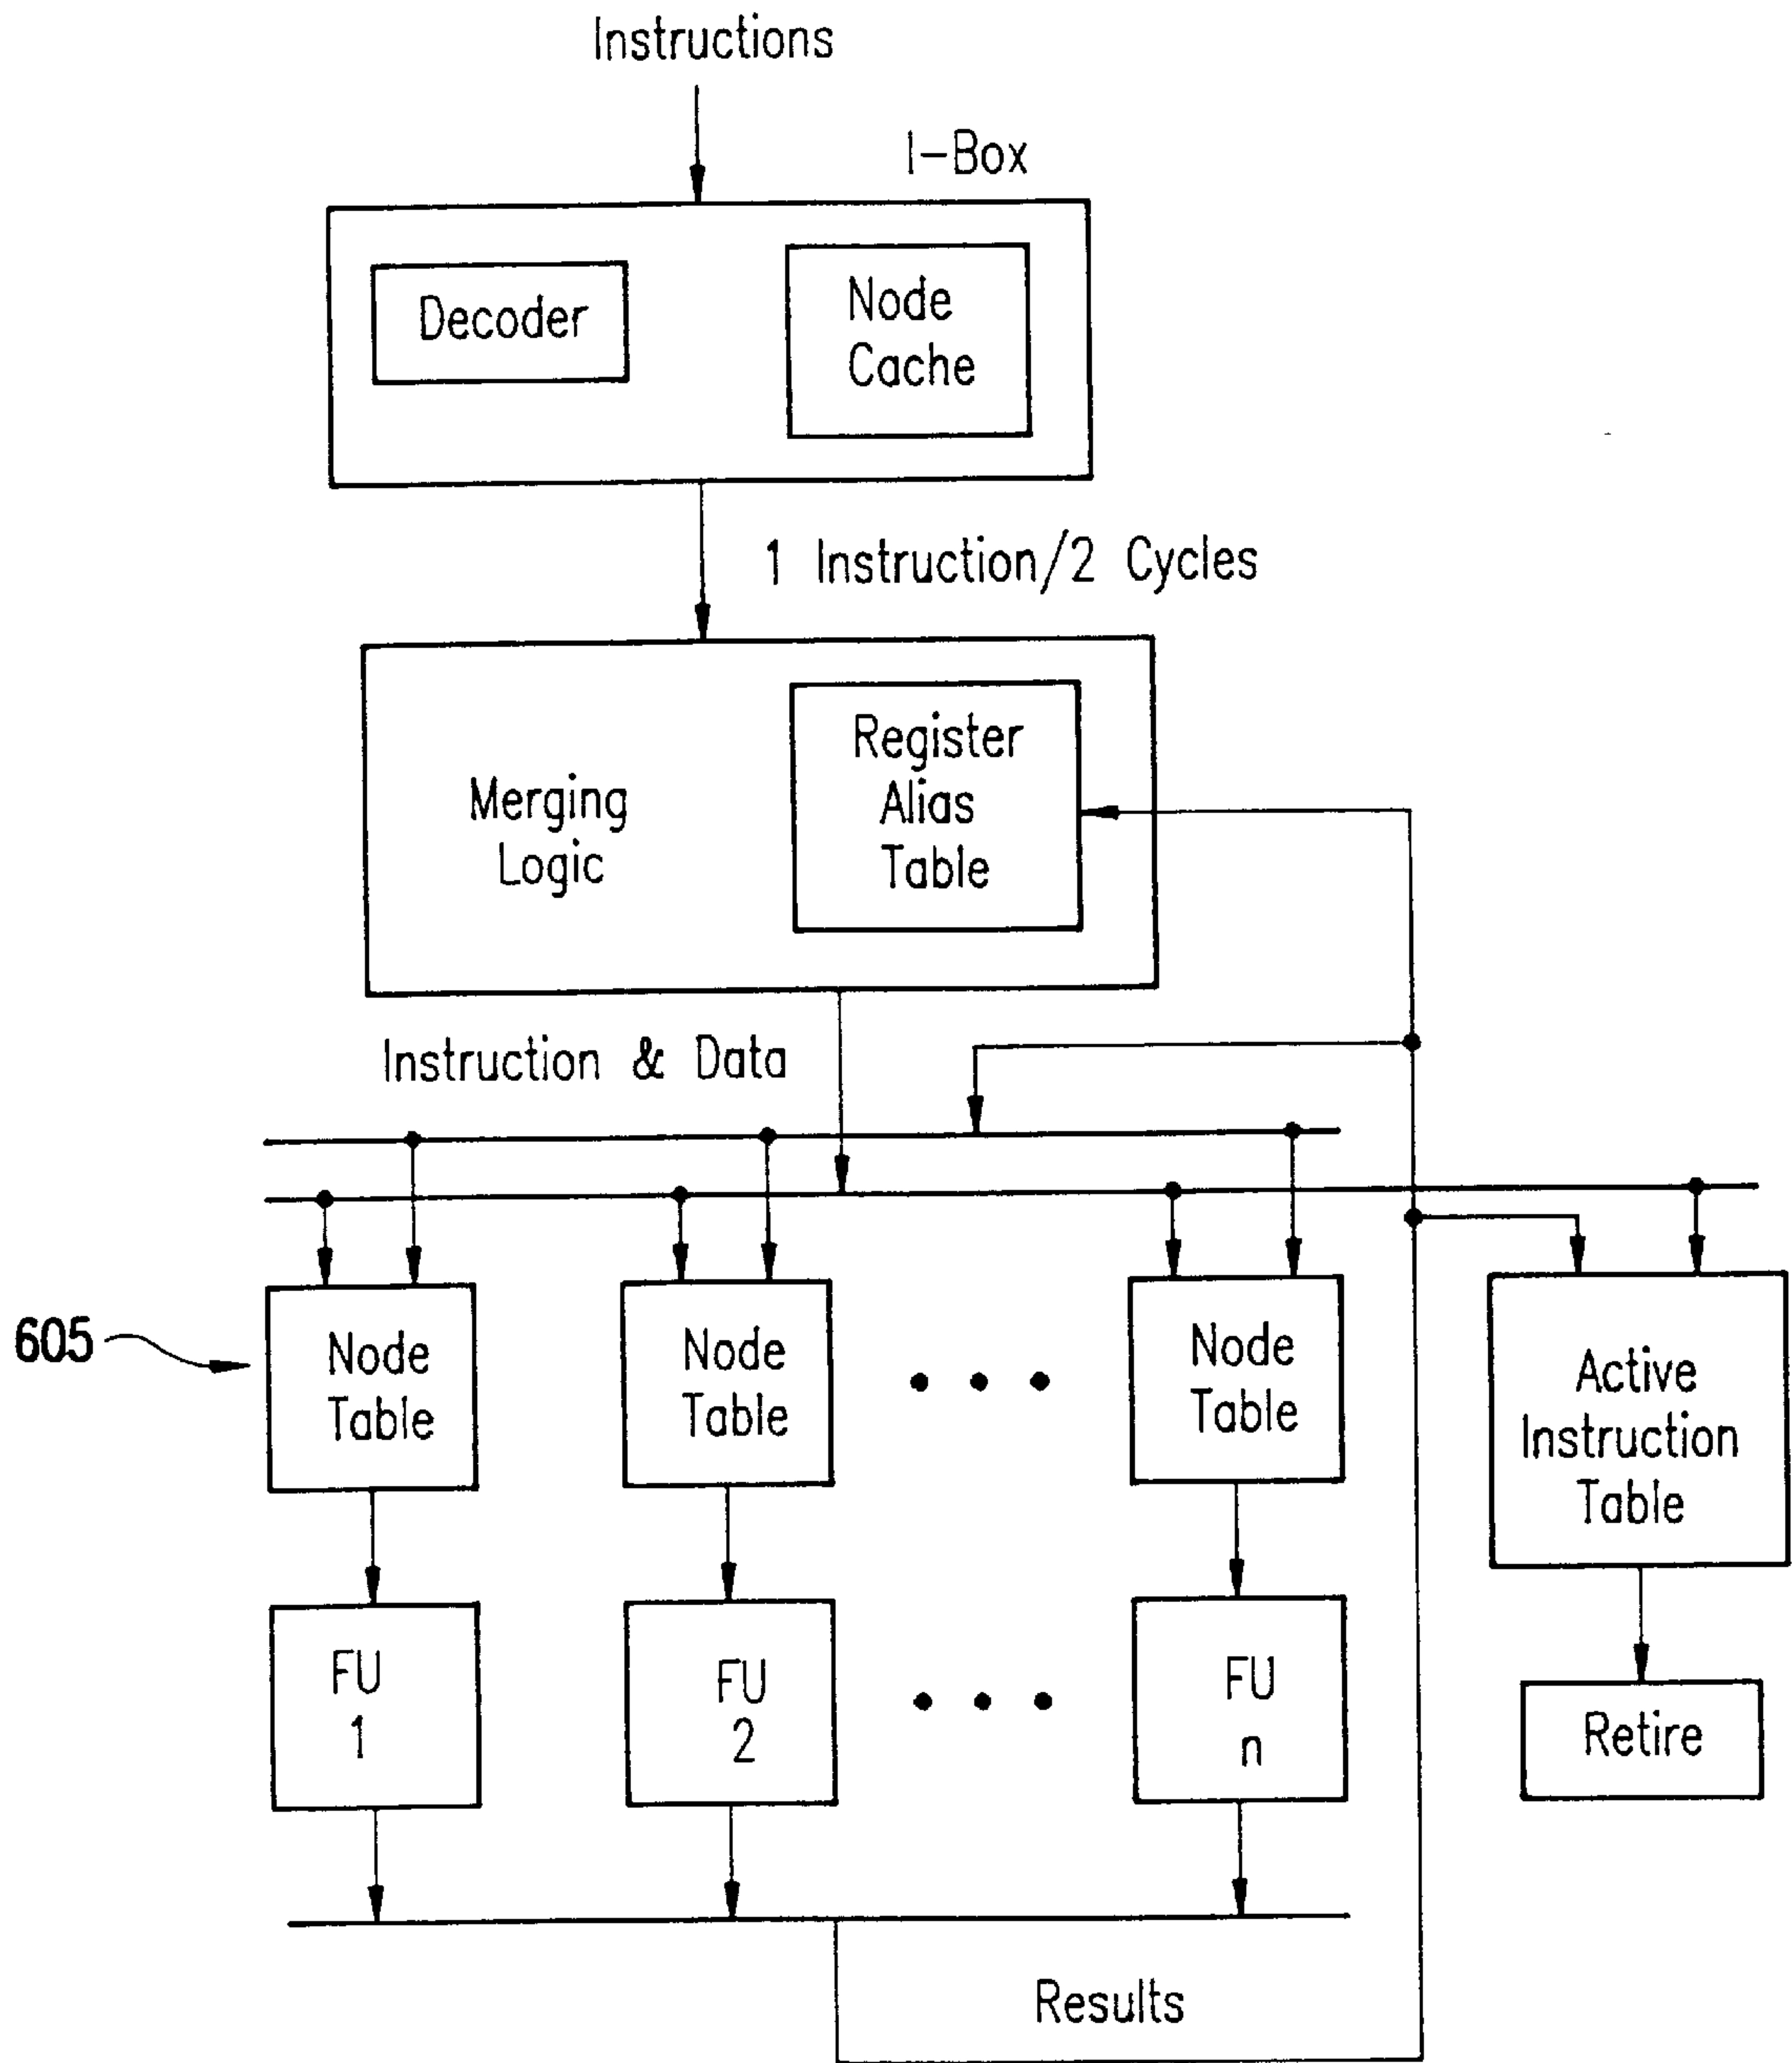 Instructions
I-Box
Decoder
Node
Cache
1 Instruction/2 Cycles
Merging
Logic
Register
Alias
Table
Instruction & Data
605
Node
Table
Node
Table
Node
Table
Active
Instruction
Table
FU
1
FU
2
FU
n
Retire
Results